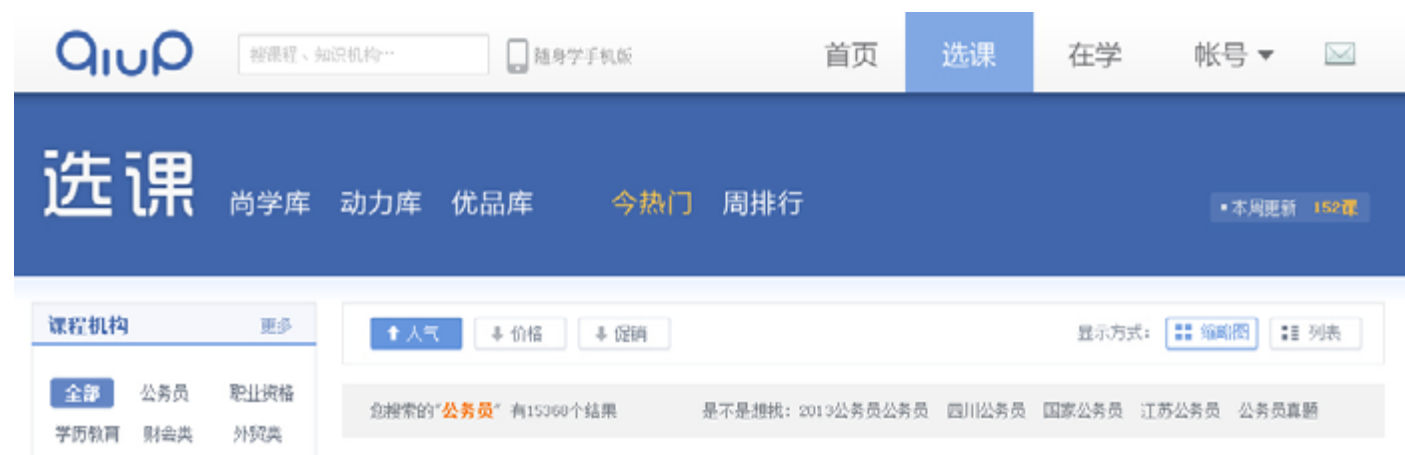 qiup 搜课程、知识机构… 随身学手机版 首页 选课 在学 帐号 ▼
选课 尚学库 动力库 优品库 今热门 周排行 ▪本周更新 152课
课程机构 更多
人气 价格 促销 显示方式： 缩略图 列表
全部 公务员 职业资格
您搜索的“公务员” 有15360个结果 是不是想找：2013公务员公务员 四川公务员 国家公务员 江苏公务员 公务员真题
学历教育 财会类 外贸类